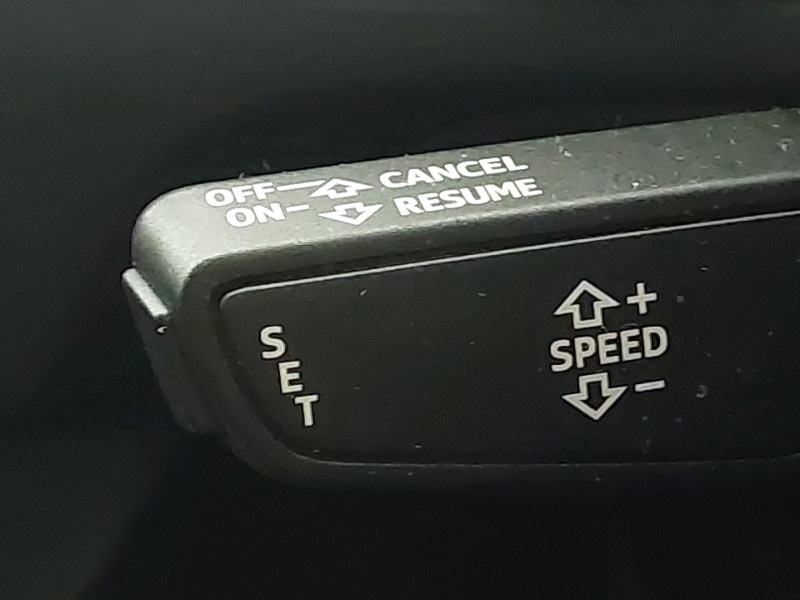 OFF CANCEL
ON RESUME
SET
+
SPEED
-